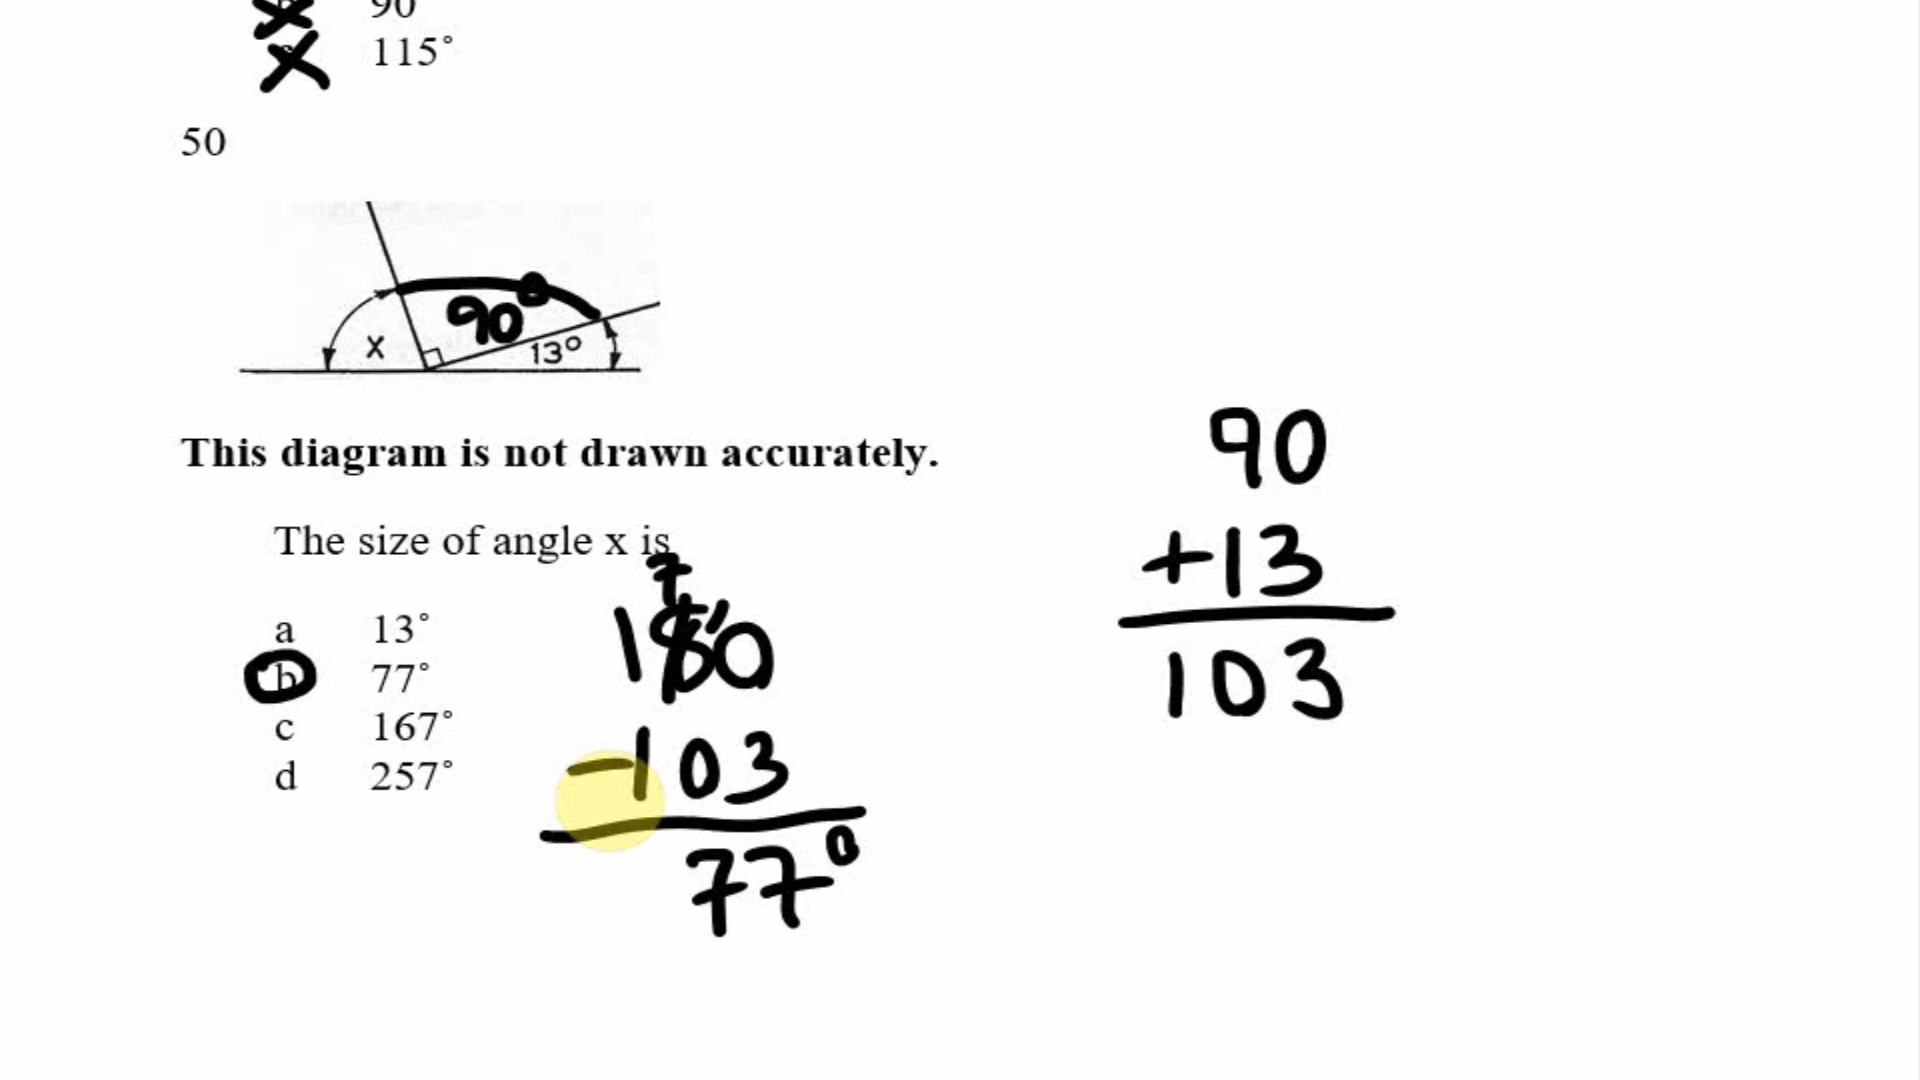 90
115°
50
90°
x
13°
This diagram is not drawn accurately.
The size of angle x is
a 13°
b 77°
c 167°
d 257°
7
180
-103
77°
90
+13
103